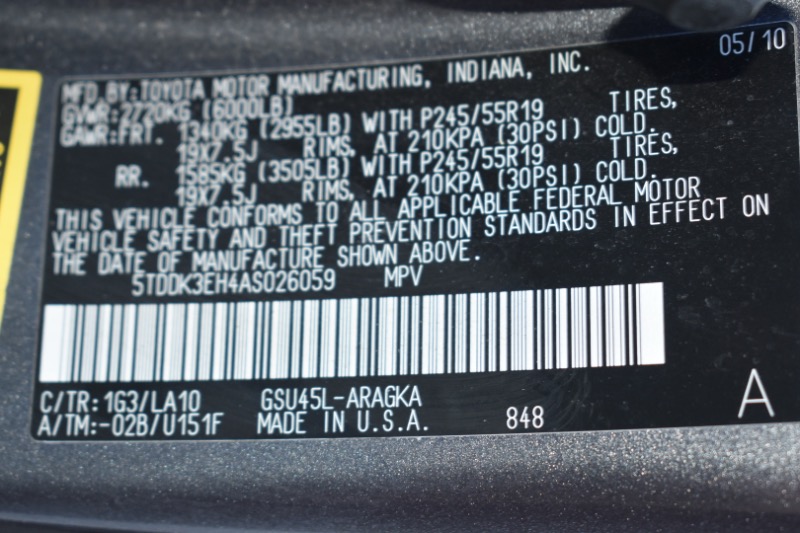 05/10
MFD.BY:TOYOTA MOTOR MANUFACTURING, INDIANA, INC.
GVWR:2720KG (6000LB)
GAWR:FRT. 1340KG (2955LB) WITH P245/55R19 TIRES,
19X7.5J RIMS, AT 210KPA (30PSI) COLD.
RR. 1585KG (3505LB) WITH P245/55R19 TIRES,
19X7.5J RIMS, AT 210KPA (30PSI) COLD.
THIS VEHICLE CONFORMS TO ALL APPLICABLE FEDERAL MOTOR
VEHICLE SAFETY AND THEFT PREVENTION STANDARDS IN EFFECT ON
THE DATE OF MANUFACTURE SHOWN ABOVE.
5TDDK3EH4AS026059 MPV
C/TR:1G3/LA10 GSU45L-ARAGKA
A/TM:-02B/U151F MADE IN U.S.A. 848
A